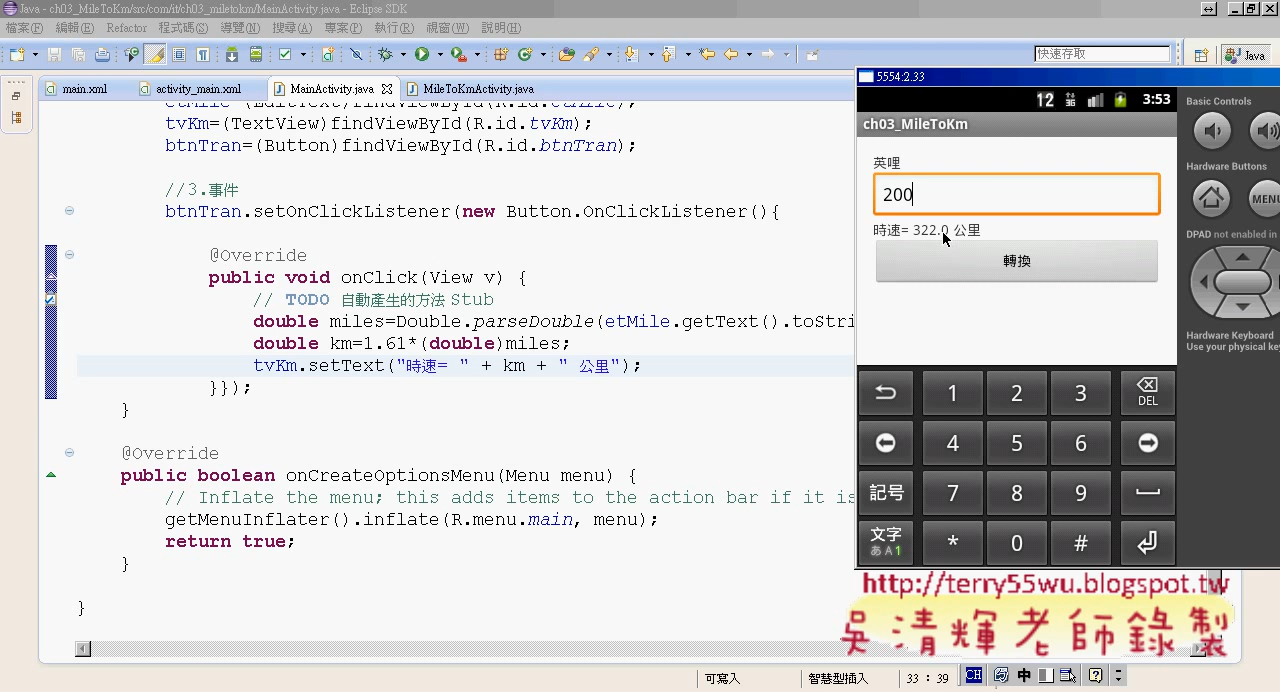 Java - ch03_MileToKm/src/com/it/ch03_miletokm/MainActivity.java - Eclipse SDK
檔案(F) 編輯(E) Refactor 程式碼(S) 導覽(N) 搜尋(A) 專案(P) 執行(R) 視窗(W) 說明(H)
快速存取
Java
main.xml activity_main.xml MainActivity.java MileToKmActivity.java
tvKm=(TextView)findViewById(R.id.tvKm);
btnTran=(Button)findViewById(R.id.btnTran);
//3.事件
btnTran.setOnClickListener(new Button.OnClickListener(){
@Override
public void onClick(View v) {
// TODO 自動產生的方法 Stub
double miles=Double.parseDouble(etMile.getText().toStri
double km=1.61*(double)miles;
tvKm.setText("時速= " + km + " 公里");
}});
}
@Override
public boolean onCreateOptionsMenu(Menu menu) {
// Inflate the menu; this adds items to the action bar if it is
getMenuInflater().inflate(R.menu.main, menu);
return true;
}
}
5554:2.33
12 3G 3:53
ch03_MileToKm
英哩
200
時速= 322.0 公里
轉換
1 2 3 DEL
4 5 6
記号 7 8 9
文字 あA1 * 0 #
Basic Controls
Hardware Buttons
MENU
DPAD not enabled in
Hardware Keyboard
Use your physical key
http://terry55wu.blogspot.tw
吳清輝老師錄製
可寫入 智慧型插入 33 : 39 CH 中